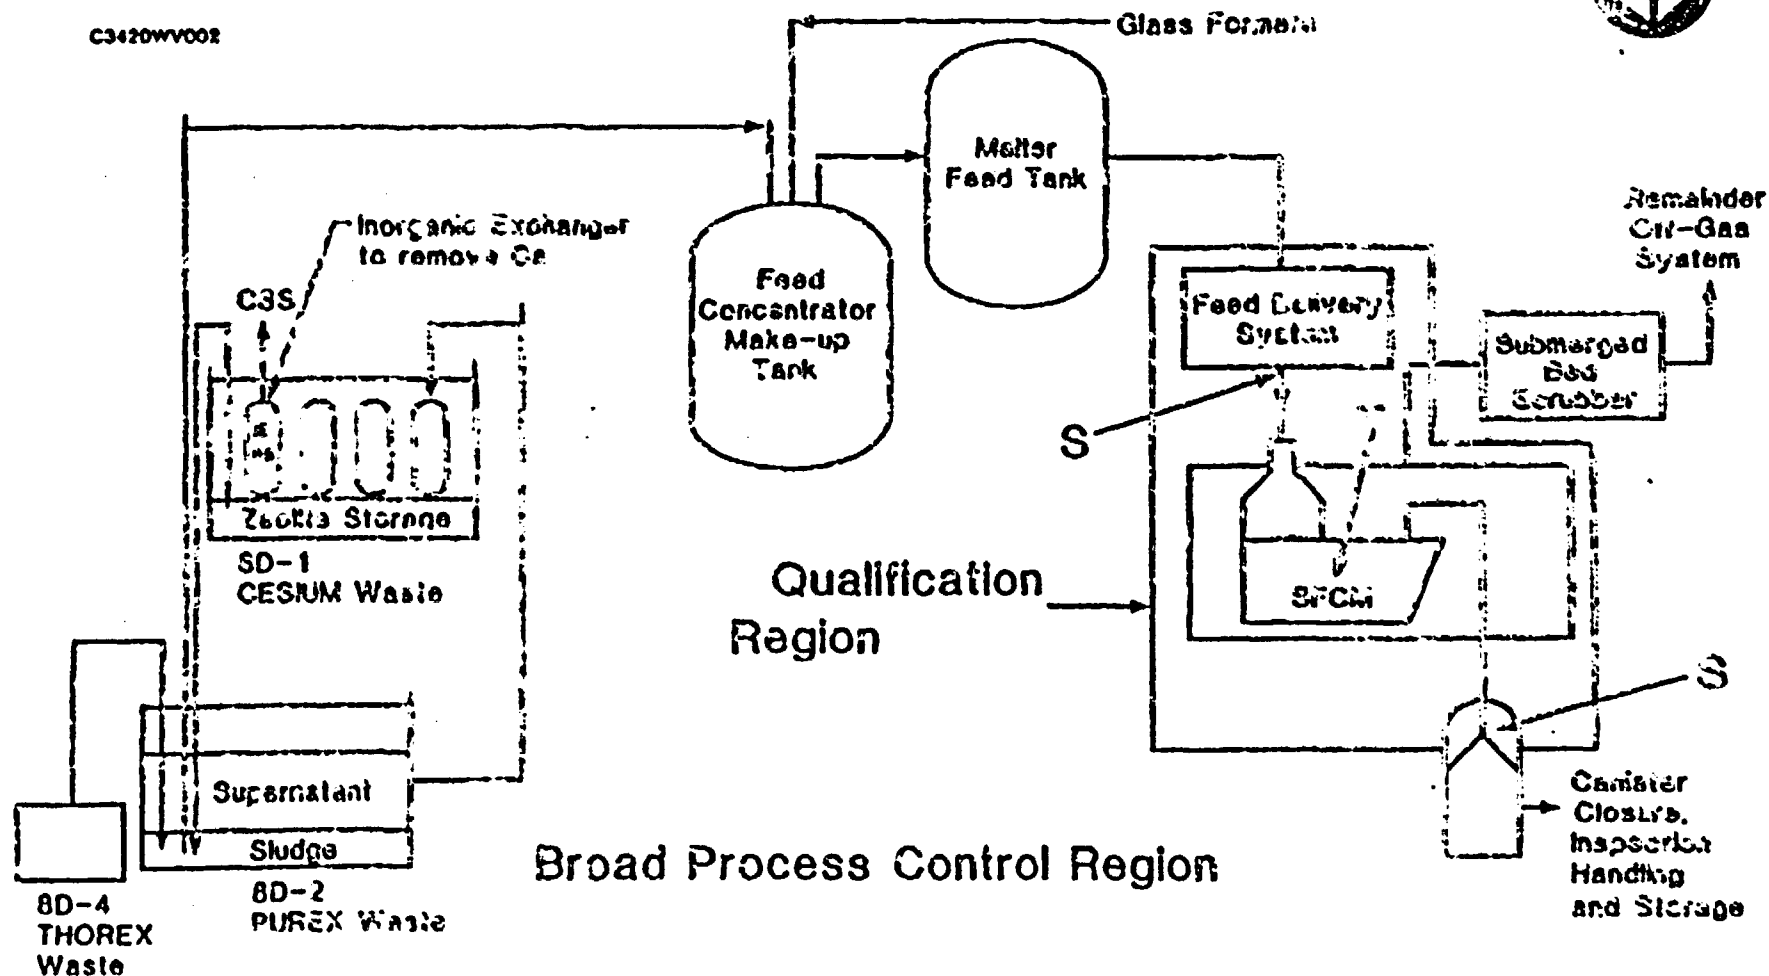 C3420WV002
Glass Formers
Melter
Feed Tank
Remainder
Off-Gas
System
Inorganic Exchanger
to remove Cs
Feed
Concentrator
Make-up
Tank
C3S
Feed Delivery
System
Submerged
Bed
Scrubber
S
Zeolite Storage
8D-1
CESIUM Waste
Qualification
Region
SFCM
S
Supernatant
Sludge
Canister
Closure,
Inspection
Handling
and Storage
Broad Process Control Region
8D-4
THOREX
Waste
8D-2
PUREX Waste